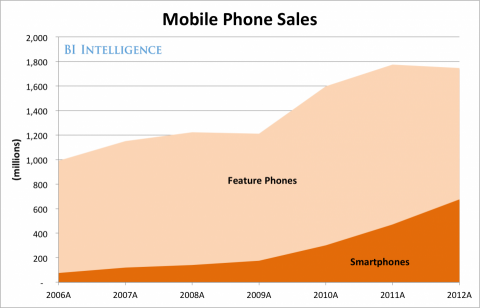 Mobile Phone Sales
BI INTELLIGENCE
(millions)
2,000
1,800
1,600
1,400
1,200
1,000
800
600
400
200
-
Feature Phones
Smartphones
2006A 2007A 2008A 2009A 2010A 2011A 2012A